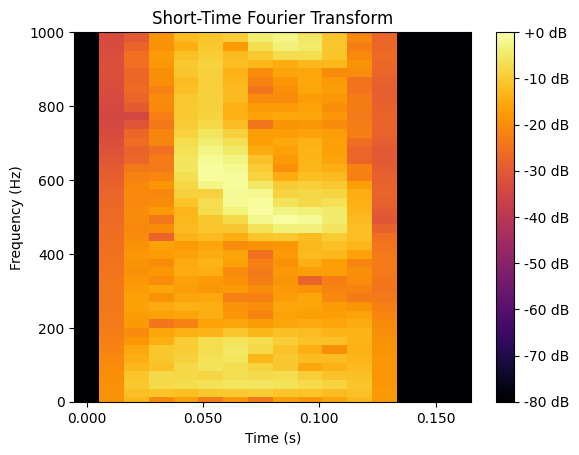 Short-Time Fourier Transform
1000
800
600
400
200
0
Frequency (Hz)
0.000
0.050
0.100
0.150
Time (s)
+0 dB
-10 dB
-20 dB
-30 dB
-40 dB
-50 dB
-60 dB
-70 dB
-80 dB